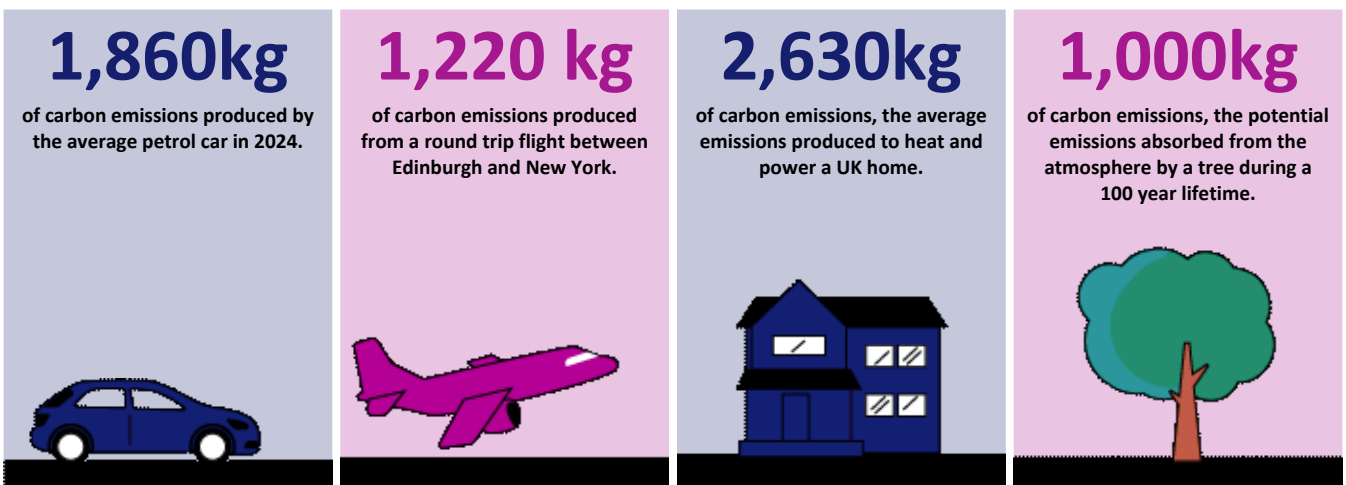 1,860kg
of carbon emissions produced by
the average petrol car in 2024.
1,220 kg
of carbon emissions produced
from a round trip flight between
Edinburgh and New York.
2,630kg
of carbon emissions, the average
emissions produced to heat and
power a UK home.
1,000kg
of carbon emissions, the potential
emissions absorbed from the
atmosphere by a tree during a
100 year lifetime.